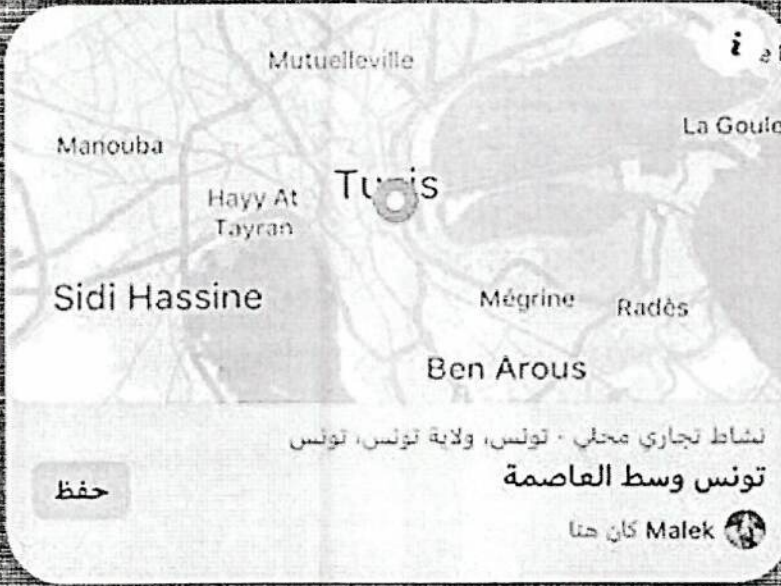 Mutuelleville
La Goule
Manouba
Tunis
Hayy At
Tayran
Sidi Hassine
Mégrine
Radès
Ben Arous
نشاط تجاري محلي · تونس، ولاية تونس، تونس
تونس وسط العاصمة
حفظ
Malek كان هنا